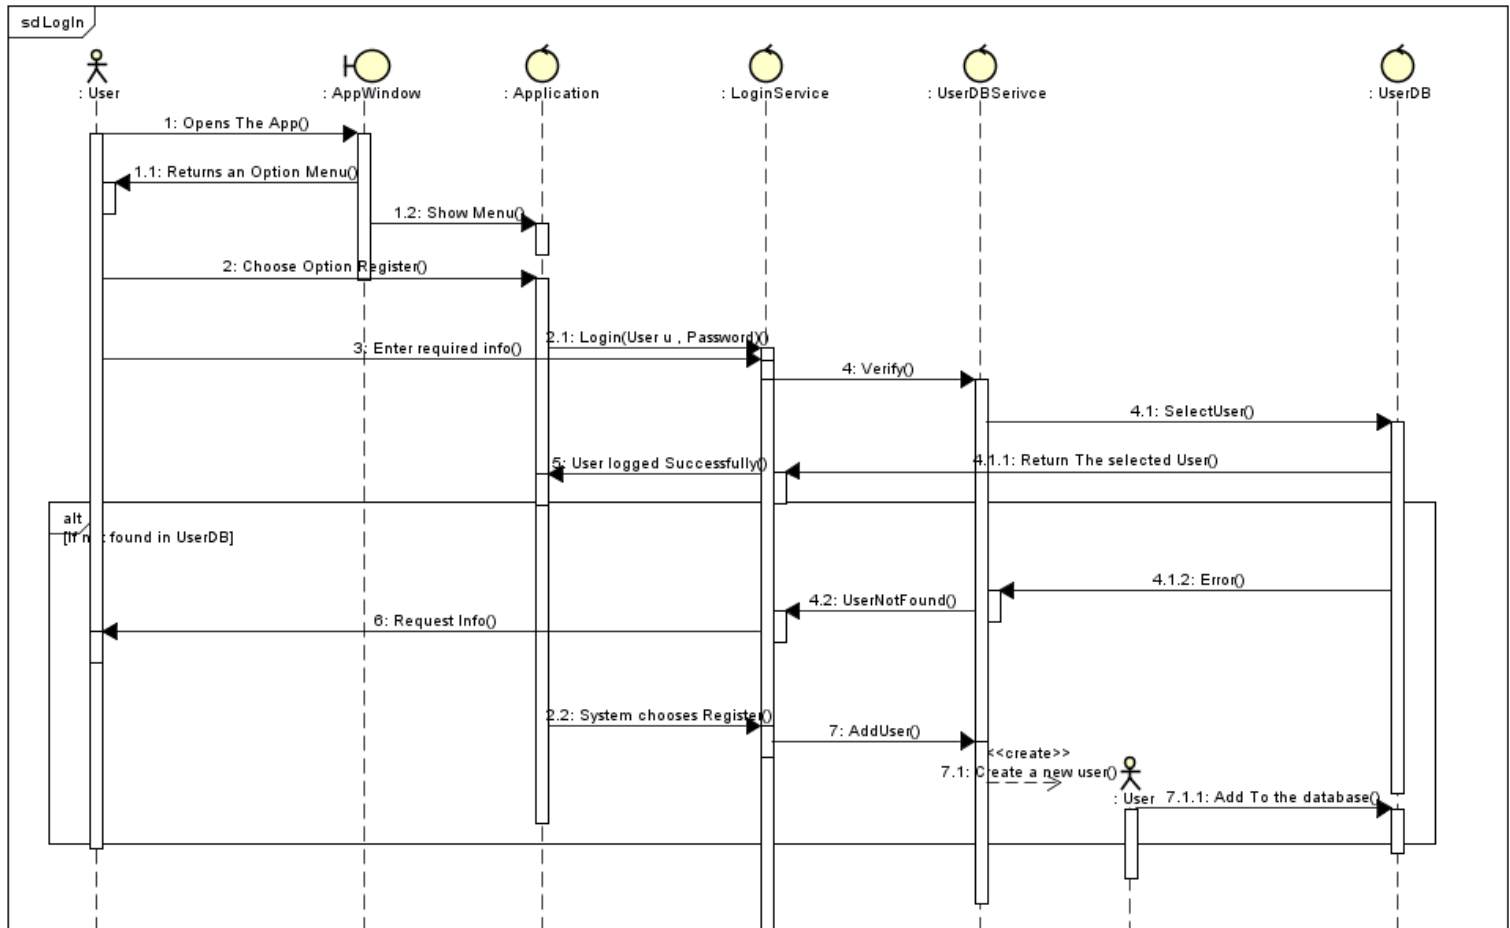 sd LogIn
: User
: AppWindow
: Application
: LoginService
: UserDBSerivce
: UserDB
1: Opens The App()
1.1: Returns an Option Menu()
1.2: Show Menu()
2: Choose Option Register()
2.1: Login(User u , Password)()
3: Enter required info()
4: Verify()
4.1: SelectUser()
4.1.1: Return The selected User()
5: User logged Successfully()
alt
[If not found in UserDB]
4.1.2: Error()
4.2: UserNotFound()
6: Request Info()
2.2: System chooses Register()
7: AddUser()
<<create>>
7.1: Create a new user()
: User
7.1.1: Add To the database()